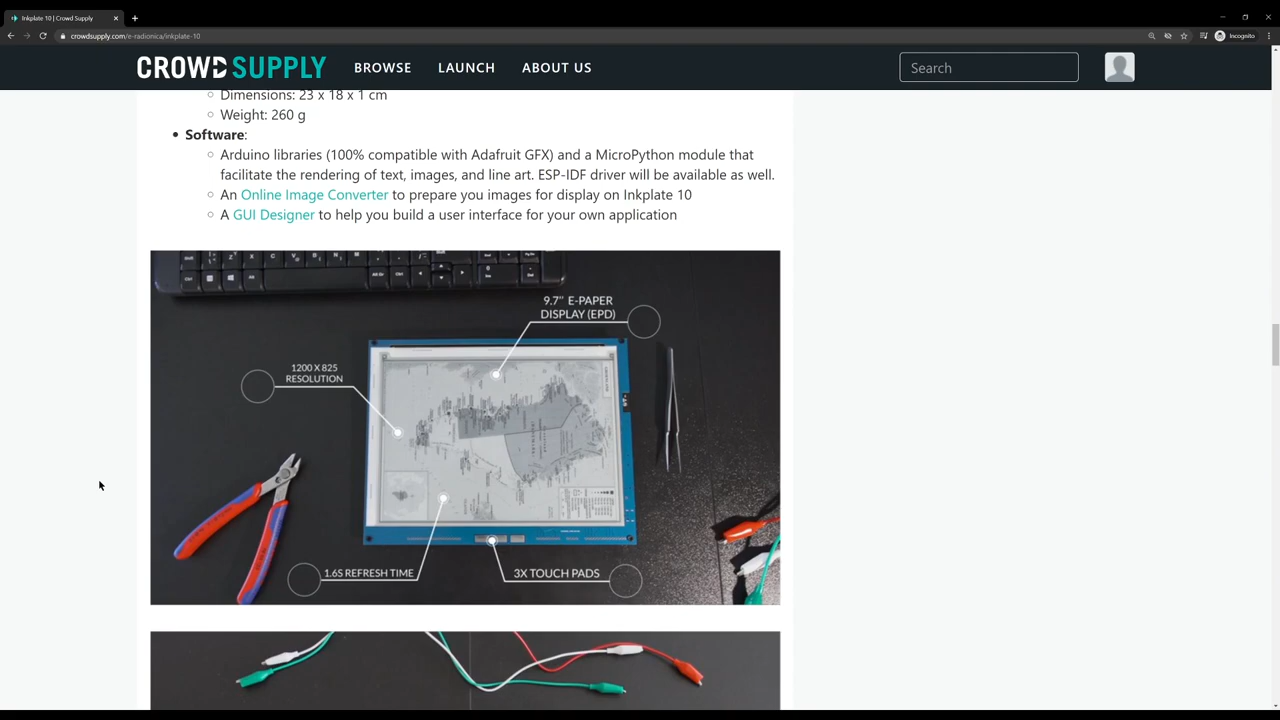 Inkplate 10 | Crowd Supply
crowdsupply.com/e-radionica/inkplate-10
Incognito
CROWD SUPPLY
BROWSE
LAUNCH
ABOUT US
Search
Dimensions: 23 x 18 x 1 cm
Weight: 260 g
Software:
Arduino libraries (100% compatible with Adafruit GFX) and a MicroPython module that
facilitate the rendering of text, images, and line art. ESP-IDF driver will be available as well.
An Online Image Converter to prepare you images for display on Inkplate 10
A GUI Designer to help you build a user interface for your own application
9.7" E-PAPER
DISPLAY (EPD)
1200 X 825
RESOLUTION
1.6S REFRESH TIME
3X TOUCH PADS